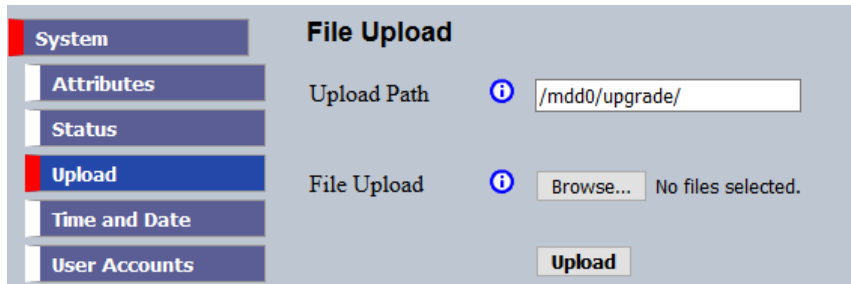 System
Attributes
Status
Upload
Time and Date
User Accounts
File Upload
Upload Path
/mdd0/upgrade/
File Upload
Browse... No files selected.
Upload